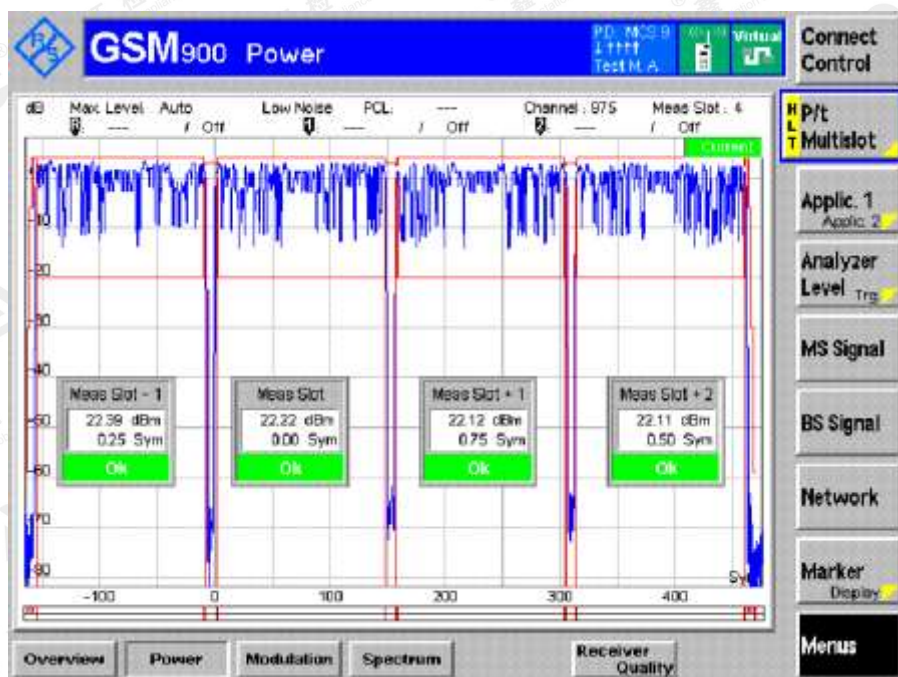 R S
GSM900 Power
PD: MCS 9
Test M. A
Virtual
Connect
Control
dB Max. Level Auto Low Noise PCL: --- Channel : 975 Meas Slot : 4
0: --- / Off 1: --- / Off 2: --- / Off
Current
H
L
T
P/t
Multislot
Applic. 1
Applic. 2
Analyzer
Level Trg
MS Signal
BS Signal
Network
Marker
Display
Menus
-10
-20
-30
-40
-50
-60
-70
-80
Meas Slot - 1
22.39 dBm
0.25 Sym
Ok
Meas Slot
22.22 dBm
0.00 Sym
Ok
Meas Slot + 1
22.12 dBm
0.75 Sym
Ok
Meas Slot + 2
22.11 dBm
0.50 Sym
Ok
-100 0 100 200 300 400
Overview Power Modulation Spectrum Receiver
Quality